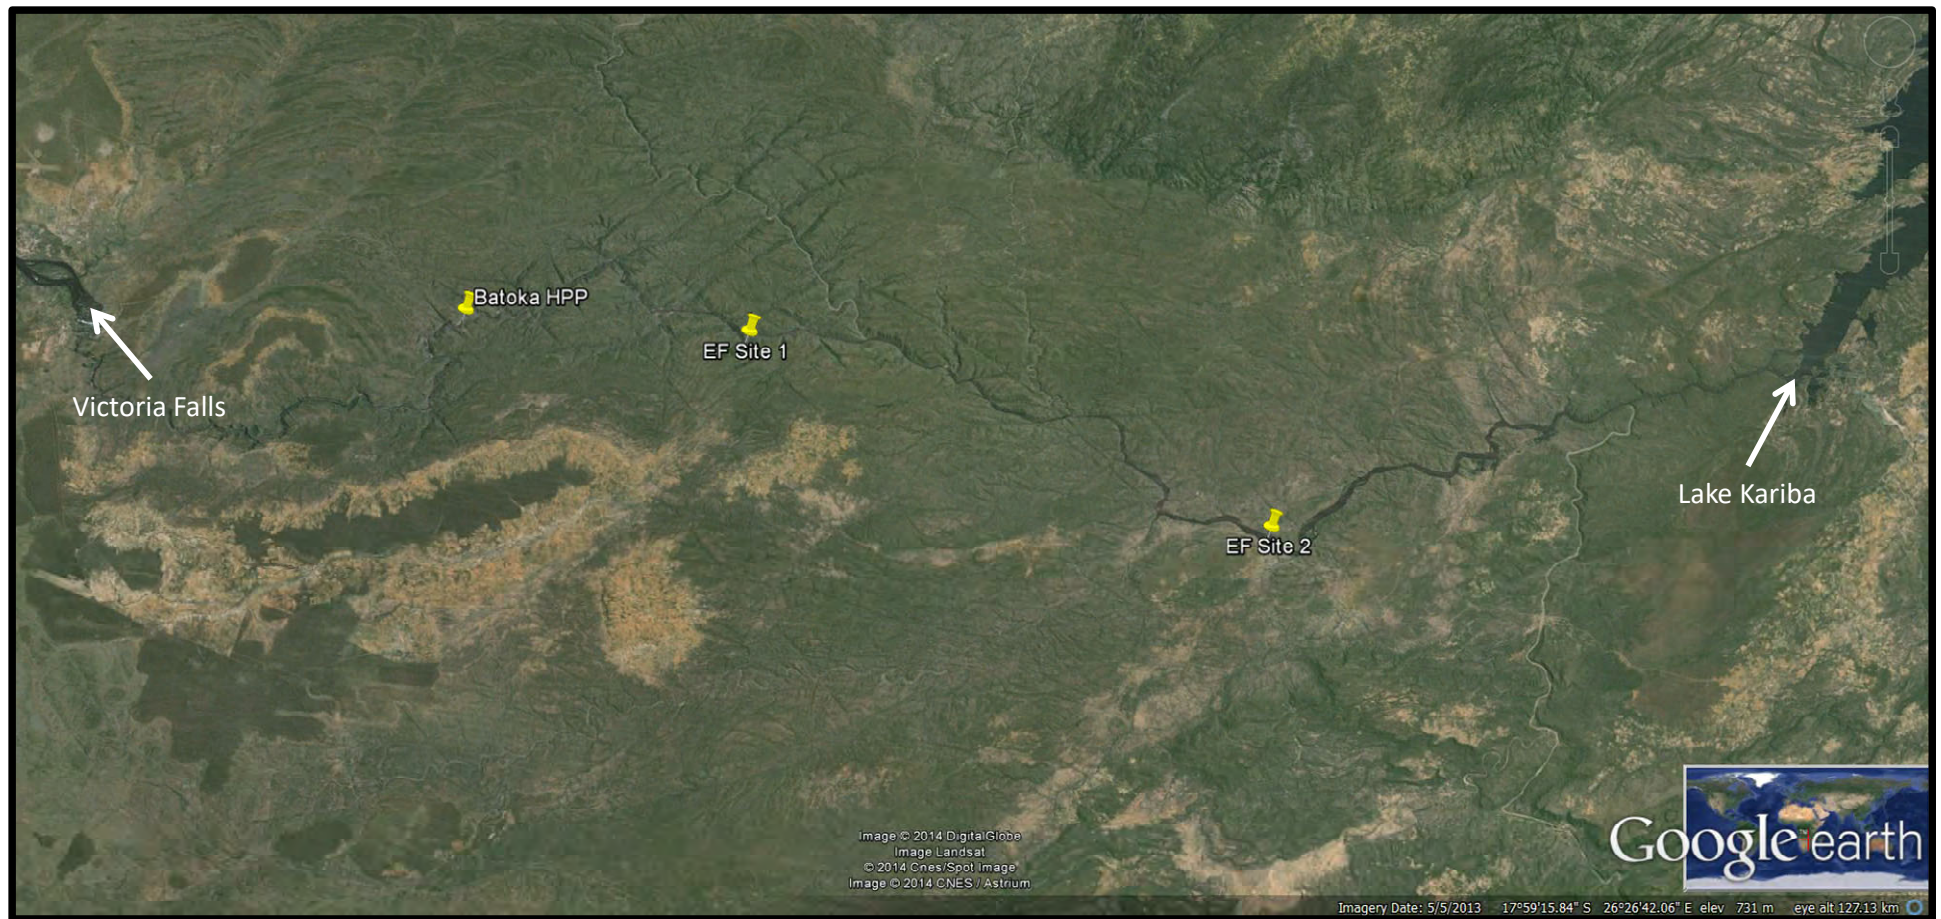 Batoka HPP
EF Site 1
Victoria Falls
Lake Kariba
EF Site 2
Image © 2014 DigitalGlobe
Image Landsat
© 2014 Cnes/Spot Image
Image © 2014 CNES / Astrium
Google earth
Imagery Date: 5/5/2013 17°59'15.84" S 26°26'42.06" E elev 731 m eye alt 127.13 km